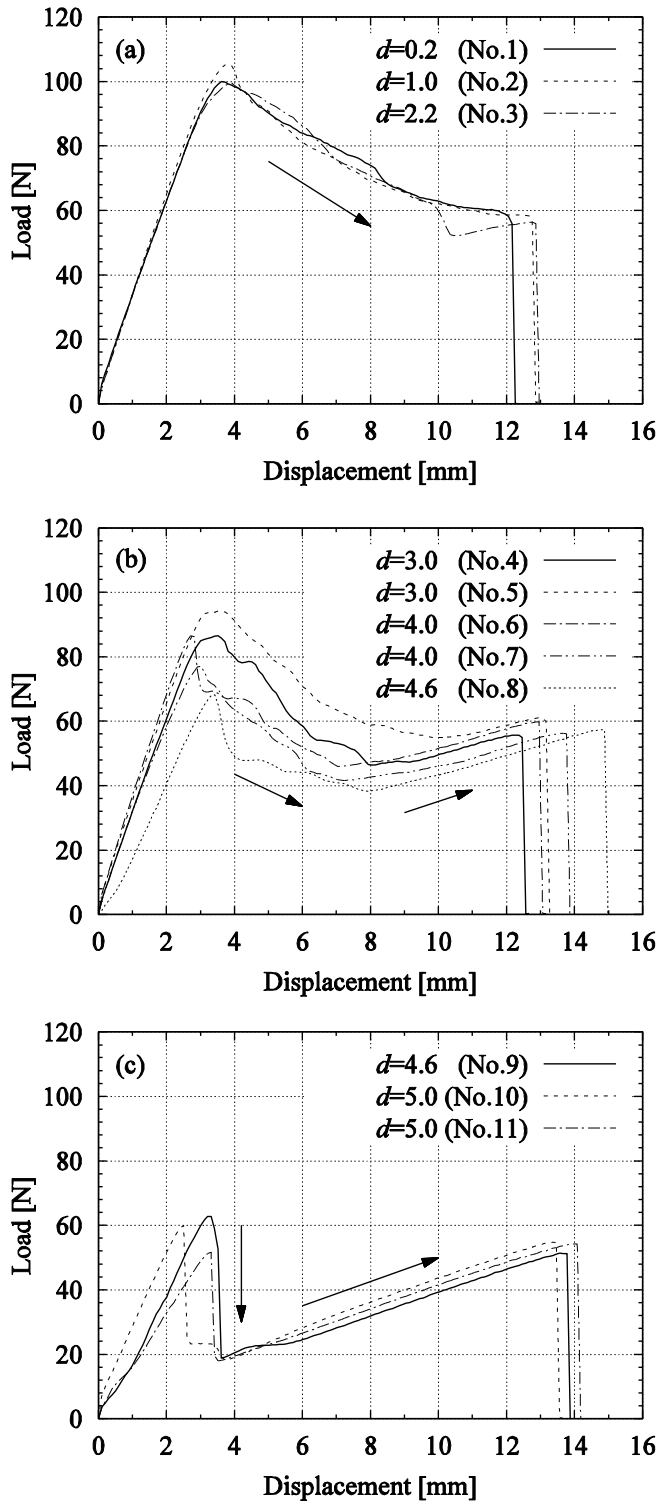 120
(a)
d=0.2 (No.1)
100
d=1.0 (No.2)
d=2.2 (No.3)
80
Load [N]
60
40
20
0
0 2 4 6 8 10 12 14 16
Displacement [mm]
120
(b)
d=3.0 (No.4)
100
d=3.0 (No.5)
d=4.0 (No.6)
80
d=4.0 (No.7)
d=4.6 (No.8)
Load [N]
60
40
20
0
0 2 4 6 8 10 12 14 16
Displacement [mm]
120
(c)
d=4.6 (No.9)
100
d=5.0 (No.10)
d=5.0 (No.11)
80
Load [N]
60
40
20
0
0 2 4 6 8 10 12 14 16
Displacement [mm]